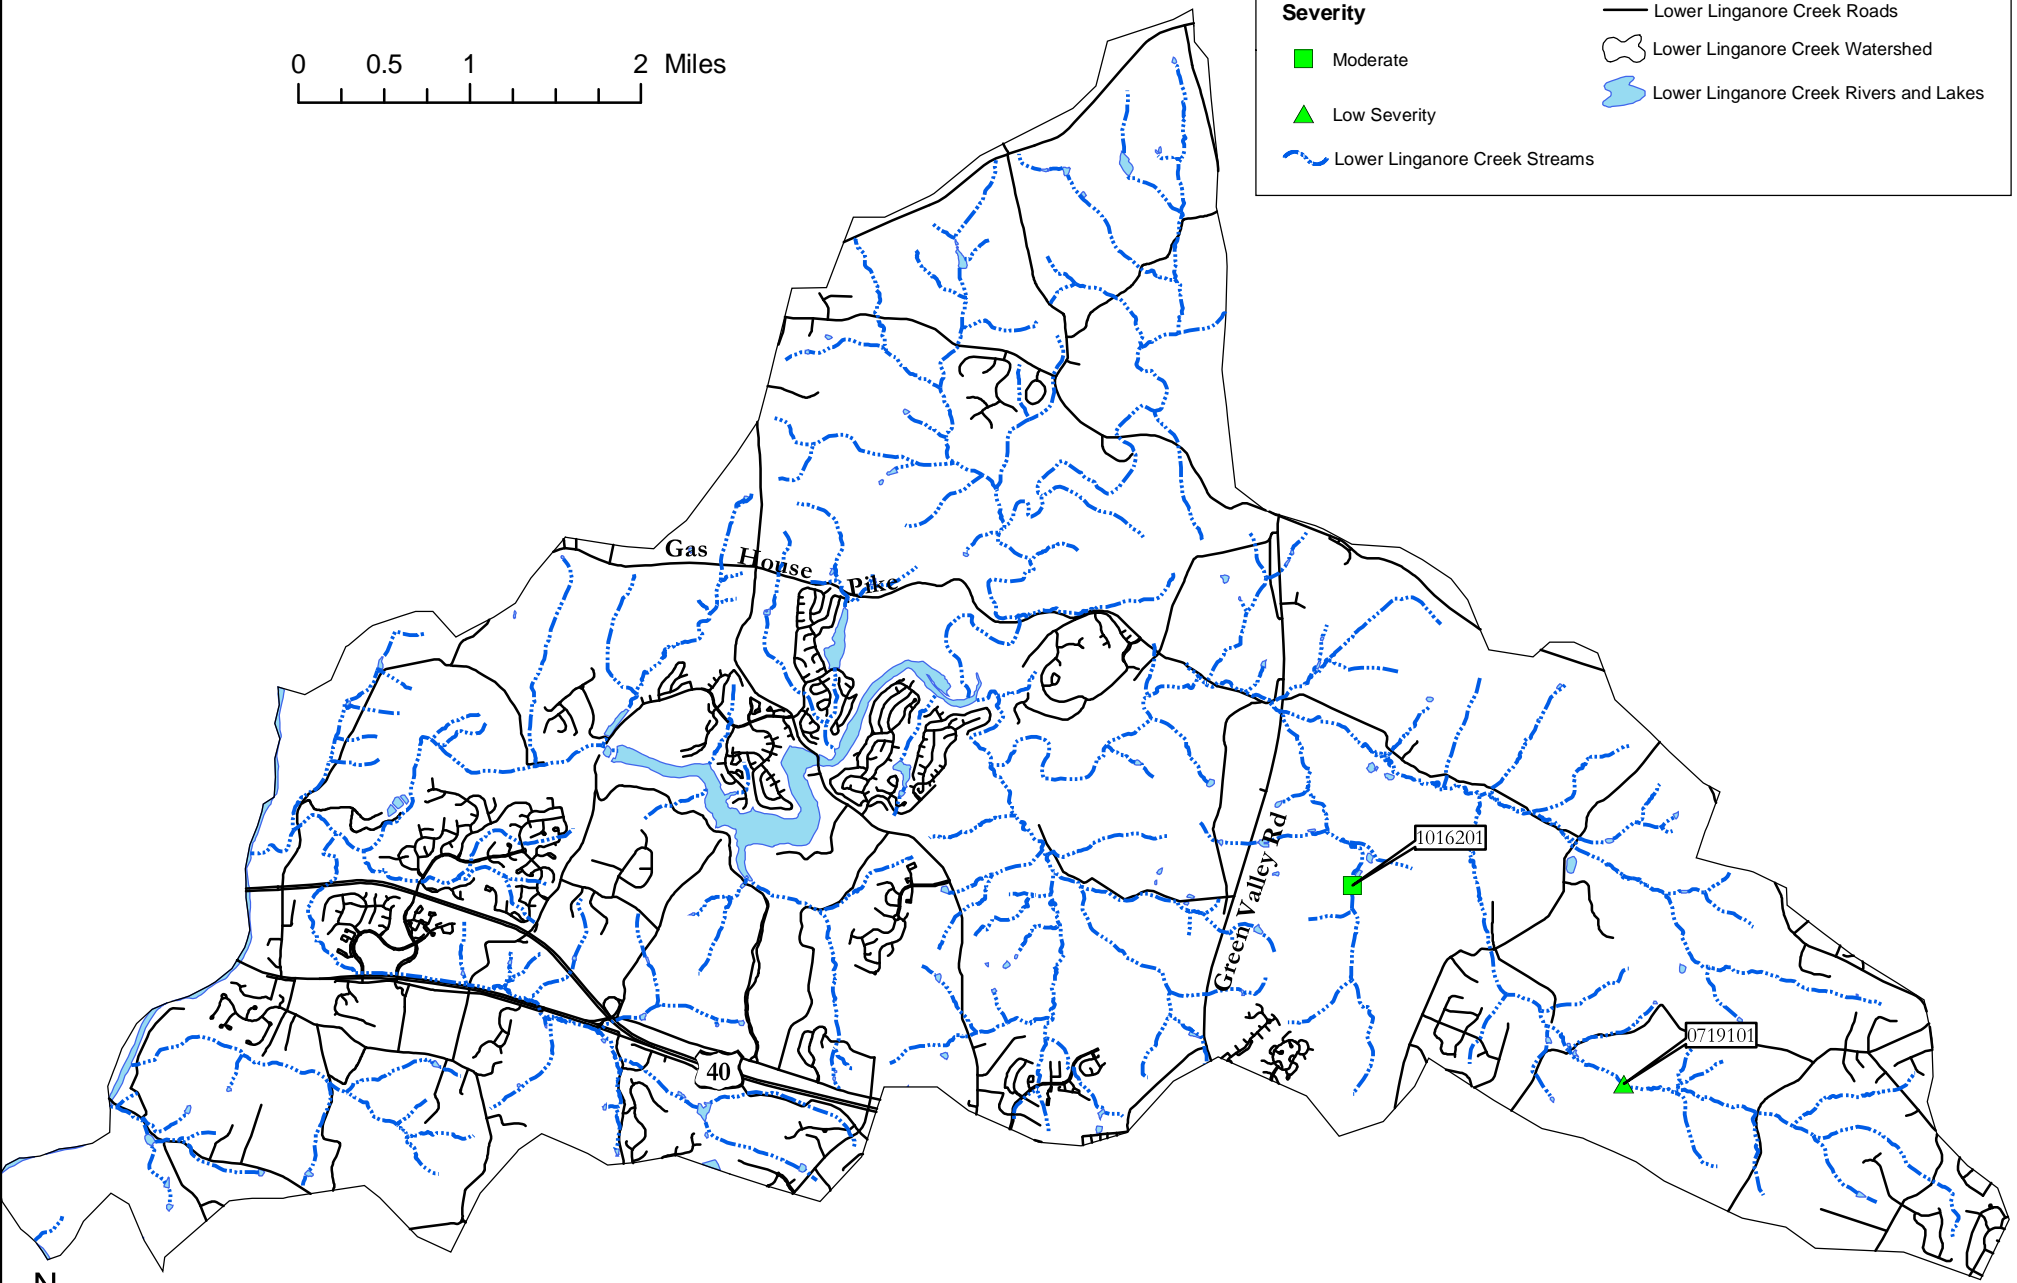 Severity
Moderate
Low Severity
Lower Linganore Creek Streams
Lower Linganore Creek Roads
Lower Linganore Creek Watershed
Lower Linganore Creek Rivers and Lakes
0 0.5 1 2 Miles
Gas House Pike
1016201
Green Valley Rd
0719101
40
N